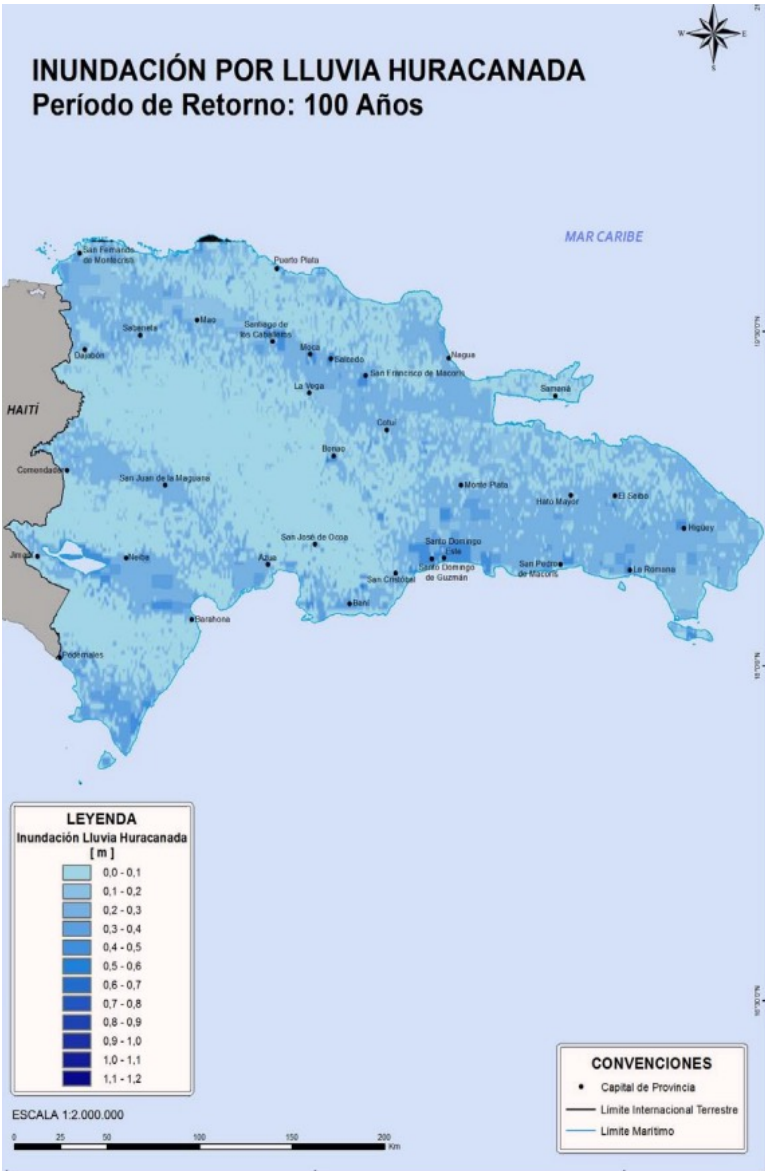 N
W
E
S
INUNDACIÓN POR LLUVIA HURACANADA
Período de Retorno: 100 Años
MAR CARIBE
San Fernando
de Montecristi
Puerto Plata
Mao
Sabaneta
Santiago de
los Caballeros
Moca
Salcedo
Nagua
Dajabón
San Francisco de Macorís
La Vega
Samaná
HAITÍ
Cotuí
Bonao
Comendador
San Juan de la Maguana
Monte Plata
Hato Mayor
El Seibo
Higüey
San José de Ocoa
Santo Domingo
Este
Jimaní
Neiba
Azua
Santo Domingo
de Guzmán
San Pedro
de Macorís
La Romana
San Cristóbal
Baní
Barahona
Pedernales
18°0'0"N
LEYENDA
Inundación Lluvia Huracanada
[ m ]
0,0 - 0,1
0,1 - 0,2
0,2 - 0,3
0,3 - 0,4
0,4 - 0,5
0,5 - 0,6
0,6 - 0,7
0,7 - 0,8
0,8 - 0,9
0,9 - 1,0
1,0 - 1,1
1,1 - 1,2
CONVENCIONES
Capital de Provincia
Límite Internacional Terrestre
Límite Marítimo
ESCALA 1:2.000.000
0 25 50 100 150 200
Km